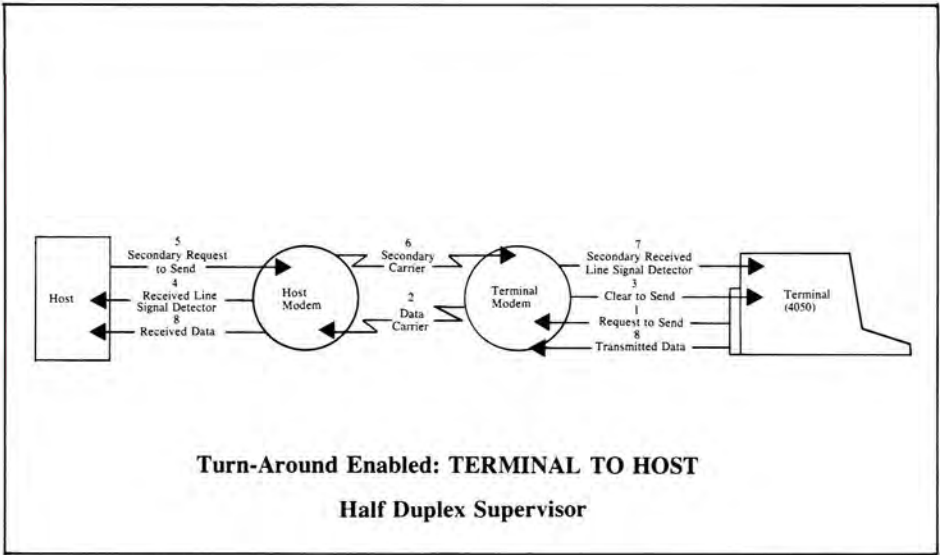 5
Secondary Request
to Send
4
Received Line
Signal Detector
8
Received Data
Host
Host
Modem
6
Secondary
Carrier
2
Data
Carrier
Terminal
Modem
7
Secondary Received
Line Signal Detector
3
Clear to Send
1
Request to Send
8
Transmitted Data
Terminal
(4050)
Turn-Around Enabled: TERMINAL TO HOST
Half Duplex Supervisor